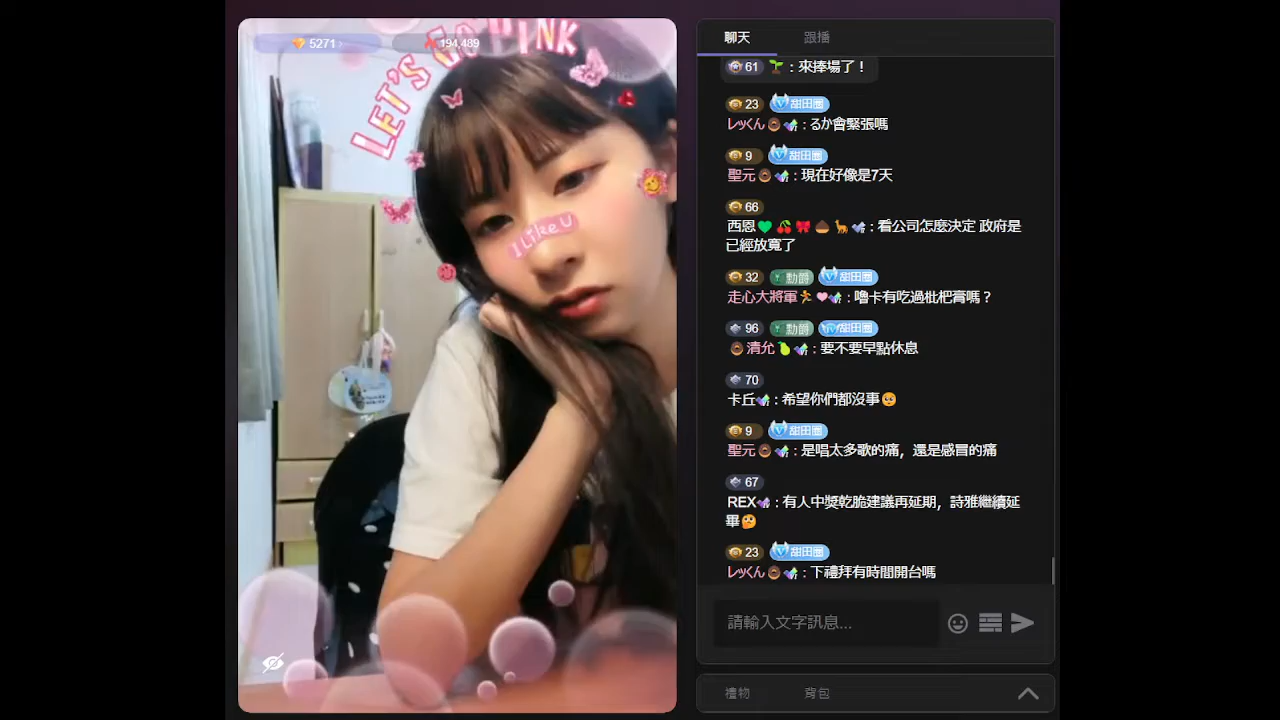 5271
194,489
LET'S GO PINK
I Like U
聊天
跟播
61 : 來捧場了！
23 甜田圈
レッくん : るか會緊張嗎
9 甜田圈
聖元 : 現在好像是7天
66
西恩 : 看公司怎麼決定 政府是
已經放寬了
32 勳爵 甜田圈
走心大將軍 : 嚕卡有吃過枇杷膏嗎？
96 勳爵 甜田圈
清允 : 要不要早點休息
70
卡丘 : 希望你們都沒事
9 甜田圈
聖元 : 是唱太多歌的痛，還是感冒的痛
67
REX : 有人中獎乾脆建議再延期，詩雅繼續延
畢
23 甜田圈
レッくん : 下禮拜有時間開台嗎
請輸入文字訊息...
禮物
背包